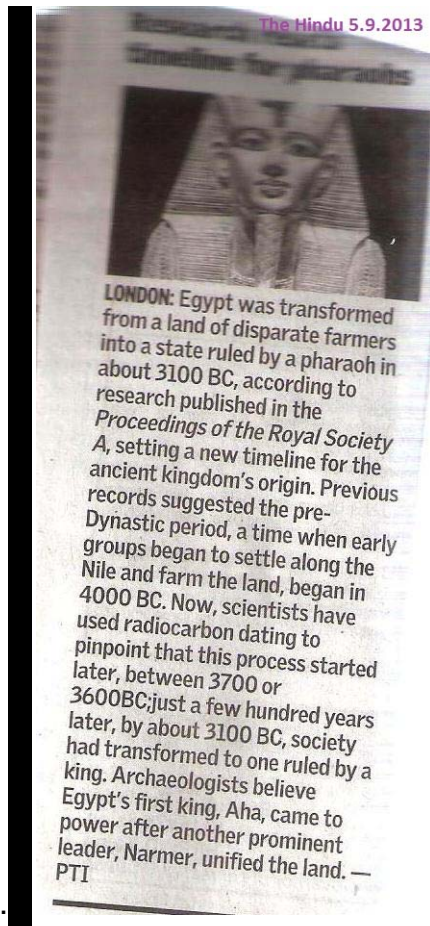 The Hindu 5.9.2013
timeline for pharaohs
LONDON: Egypt was transformed
from a land of disparate farmers
into a state ruled by a pharaoh in
about 3100 BC, according to
research published in the
Proceedings of the Royal Society
A, setting a new timeline for the
ancient kingdom's origin. Previous
records suggested the pre-
Dynastic period, a time when early
groups began to settle along the
Nile and farm the land, began in
4000 BC. Now, scientists have
used radiocarbon dating to
pinpoint that this process started
later, between 3700 or
3600BC;just a few hundred years
later, by about 3100 BC, society
had transformed to one ruled by a
king. Archaeologists believe
Egypt's first king, Aha, came to
power after another prominent
leader, Narmer, unified the land. —
PTI
.